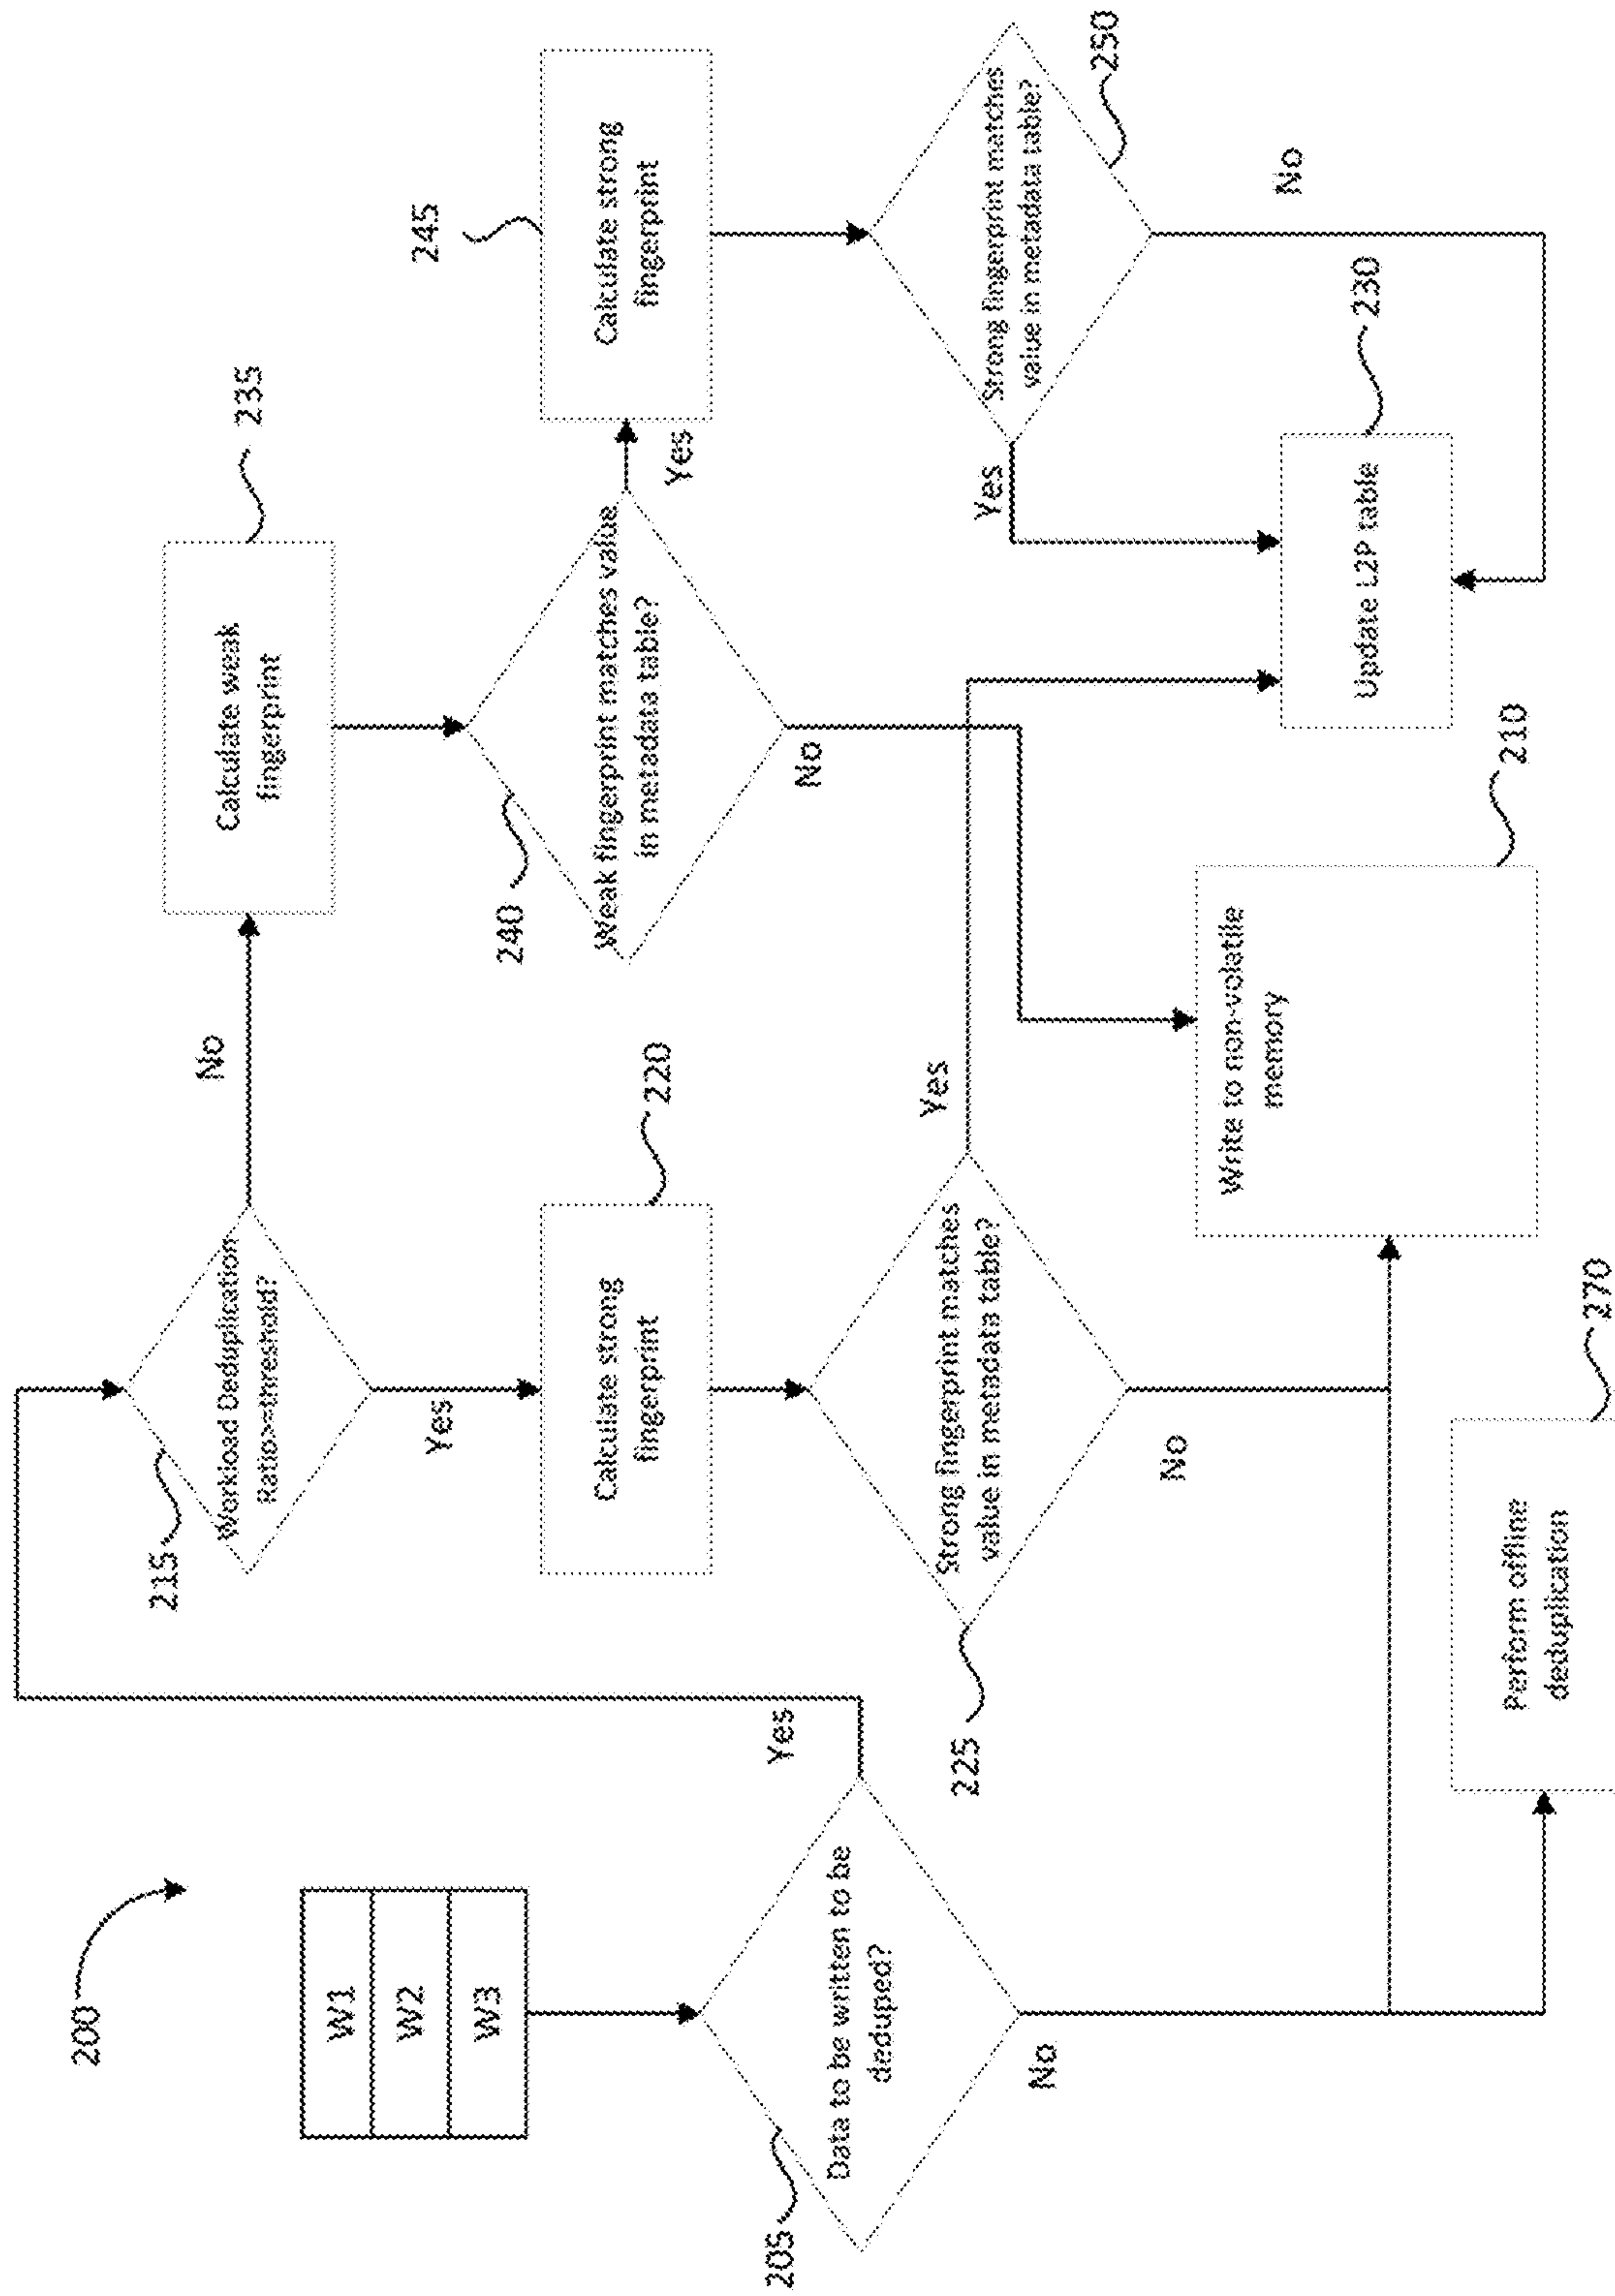 200
W1
W2
W3
205
Data to be written to be
deduped?
Yes
No
215
Workload Deduplication
Ratio>=threshold?
No
Yes
220
Calculate strong
fingerprint
225
Strong fingerprint matches
value in metadata table?
Yes
No
270
Perform offline
deduplication
210
Write to non-volatile
memory
235
Calculate weak
fingerprint
240
Weak fingerprint matches value
in metadata table?
Yes
No
245
Calculate strong
fingerprint
250
Strong fingerprint matches
value in metadata table?
Yes
No
230
Update L2P table